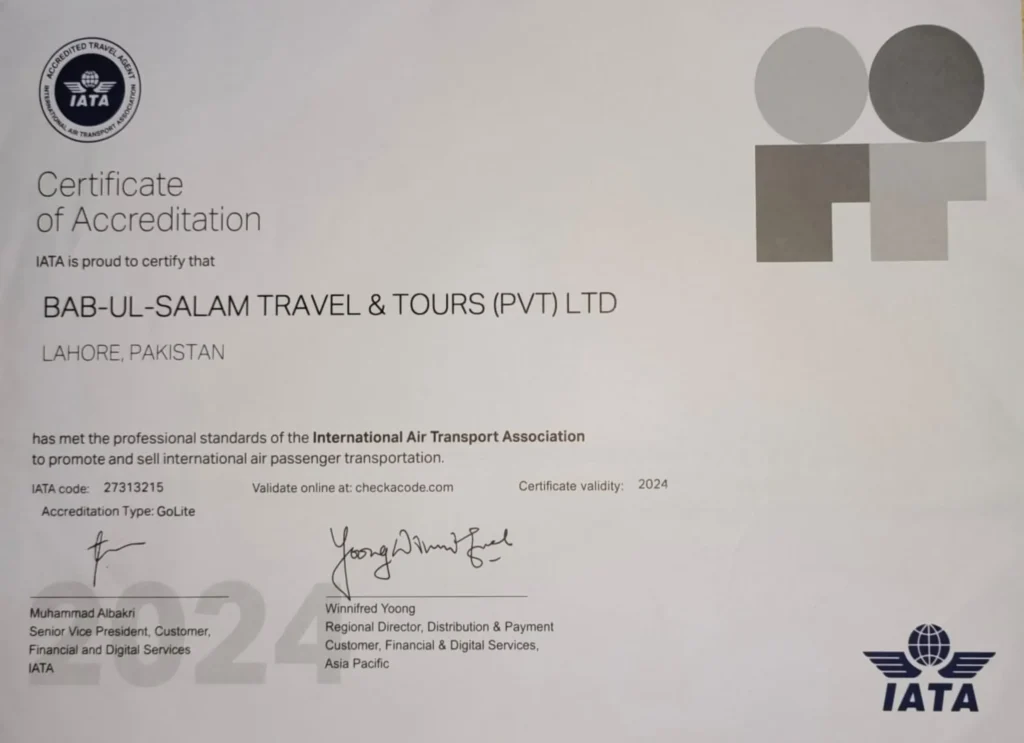 ACCREDITED TRAVEL AGENT
IATA
INTERNATIONAL AIR TRANSPORT ASSOCIATION
Certificate
of Accreditation
IATA is proud to certify that
BAB-UL-SALAM TRAVEL & TOURS (PVT) LTD
LAHORE, PAKISTAN
has met the professional standards of the International Air Transport Association
to promote and sell international air passenger transportation.
IATA code: 27313215 Validate online at: checkacode.com Certificate validity: 2024
Accreditation Type: GoLite
2024
Muhammad Albakri
Senior Vice President, Customer,
Financial and Digital Services
IATA
Winnifred Yoong
Regional Director, Distribution & Payment
Customer, Financial & Digital Services,
Asia Pacific
IATA